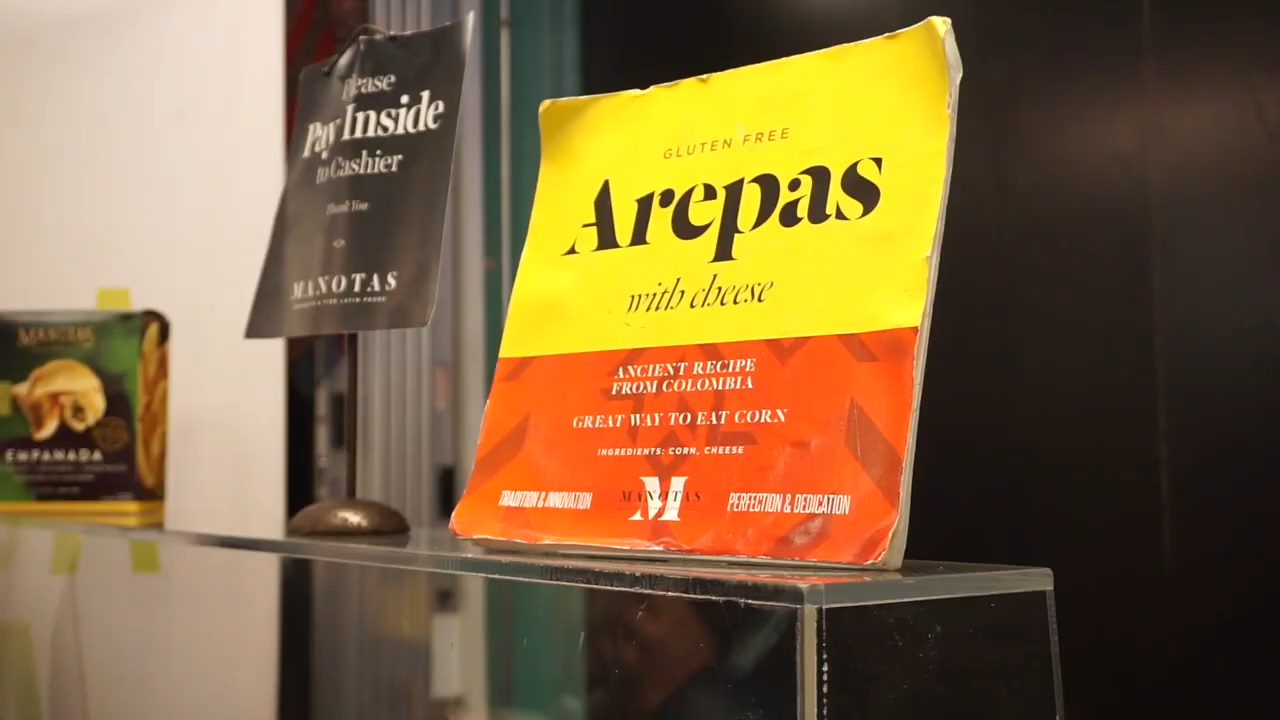 Please
Pay Inside
to Cashier
Thank You
MANOTAS
GLUTEN FREE
Arepas
with cheese
ANCIENT RECIPE
FROM COLOMBIA
GREAT WAY TO EAT CORN
INGREDIENTS: CORN, CHEESE
TRADITION & INNOVATION
M
MANOTAS
PERFECTION & DEDICATION
MANOTAS
EMPANADA